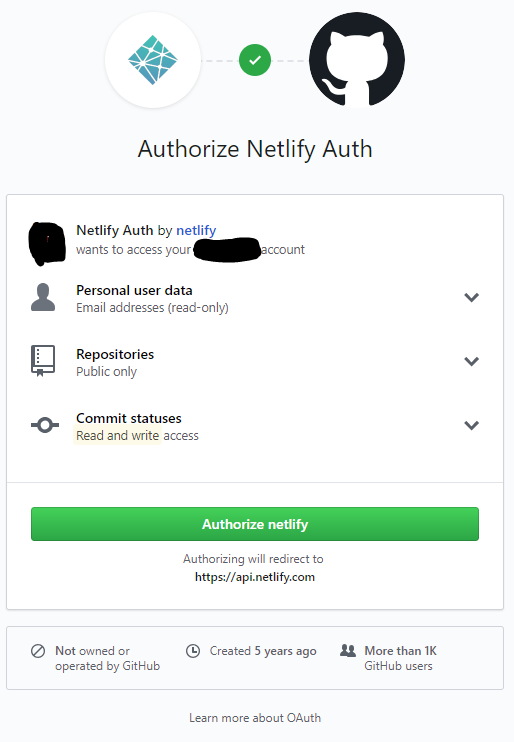 Authorize Netlify Auth
Netlify Auth by netlify
wants to access your account
Personal user data
Email addresses (read-only)
Repositories
Public only
Commit statuses
Read and write access
Authorize netlify
Authorizing will redirect to
https://api.netlify.com
Not owned or
operated by GitHub
Created 5 years ago
More than 1K
GitHub users
Learn more about OAuth